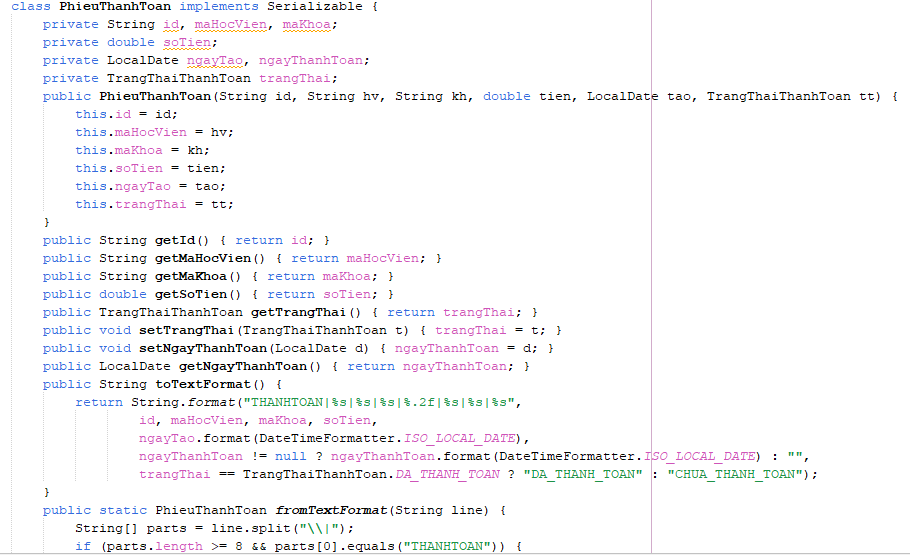 class PhieuThanhToan implements Serializable {
    private String id, maHocVien, maKhoa;
    private double soTien;
    private LocalDate ngayTao, ngayThanhToan;
    private TrangThaiThanhToan trangThai;
    public PhieuThanhToan(String id, String hv, String kh, double tien, LocalDate tao, TrangThaiThanhToan tt) {
        this.id = id;
        this.maHocVien = hv;
        this.maKhoa = kh;
        this.soTien = tien;
        this.ngayTao = tao;
        this.trangThai = tt;
    }
    public String getId() { return id; }
    public String getMaHocVien() { return maHocVien; }
    public String getMaKhoa() { return maKhoa; }
    public double getSoTien() { return soTien; }
    public TrangThaiThanhToan getTrangThai() { return trangThai; }
    public void setTrangThai(TrangThaiThanhToan t) { trangThai = t; }
    public void setNgayThanhToan(LocalDate d) { ngayThanhToan = d; }
    public LocalDate getNgayThanhToan() { return ngayThanhToan; }
    public String toTextFormat() {
        return String.format("THANHTOAN|%s|%s|%s|%.2f|%s|%s|%s",
                id, maHocVien, maKhoa, soTien,
                ngayTao.format(DateTimeFormatter.ISO_LOCAL_DATE),
                ngayThanhToan != null ? ngayThanhToan.format(DateTimeFormatter.ISO_LOCAL_DATE) : "",
                trangThai == TrangThaiThanhToan.DA_THANH_TOAN ? "DA_THANH_TOAN" : "CHUA_THANH_TOAN");
    }
    public static PhieuThanhToan fromTextFormat(String line) {
        String[] parts = line.split("\\|");
        if (parts.length >= 8 && parts[0].equals("THANHTOAN")) {